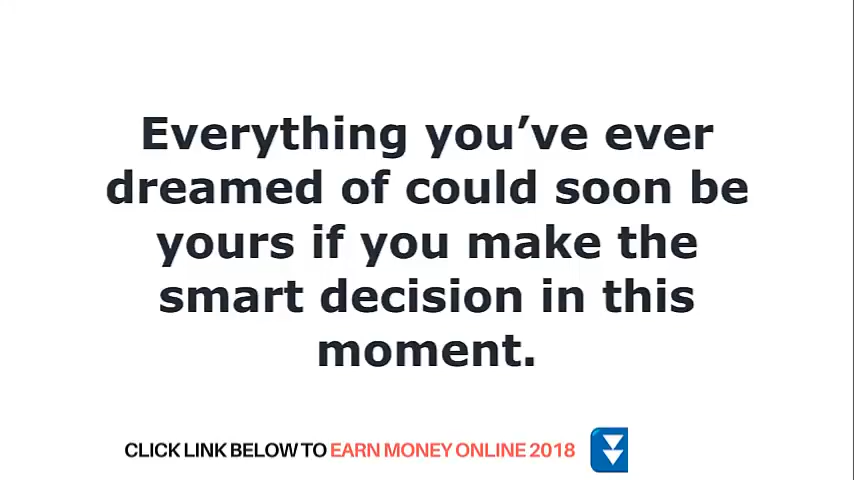 Everything you’ve ever
dreamed of could soon be
yours if you make the
smart decision in this
moment.
CLICK LINK BELOW TO EARN MONEY ONLINE 2018